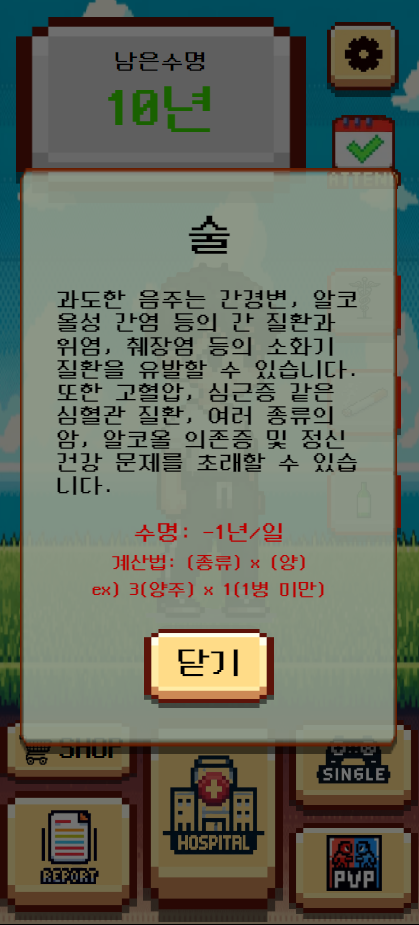 남은수명
10년
ATTEN
술
과도한 음주는 간경변, 알코
올성 간염 등의 간 질환과
위염, 췌장염 등의 소화기
질환을 유발할 수 있습니다.
또한 고혈압, 심근증 같은
심혈관 질환, 여러 종류의
암, 알코올 의존증 및 정신
건강 문제를 초래할 수 있습
니다.
수명: -1년/일
계산법: (종류) x (양)
ex) 3(양주) x 1(1병 미만)
닫기
SHOP
SINGLE
HOSPITAL
REPORT
PVP